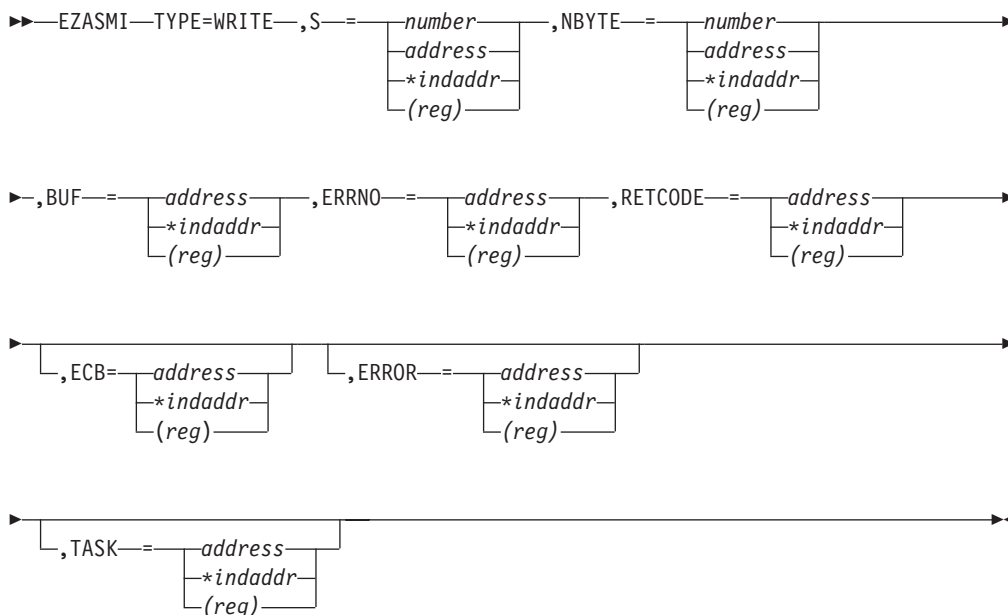 EZASMI TYPE=WRITE ,S = number ,NBYTE = number
address address
*indaddr *indaddr
(reg) (reg)
,BUF = address ,ERRNO = address ,RETCODE = address
*indaddr *indaddr *indaddr
(reg) (reg) (reg)
,ECB= address ,ERROR = address
*indaddr *indaddr
(reg) (reg)
,TASK = address
*indaddr
(reg)